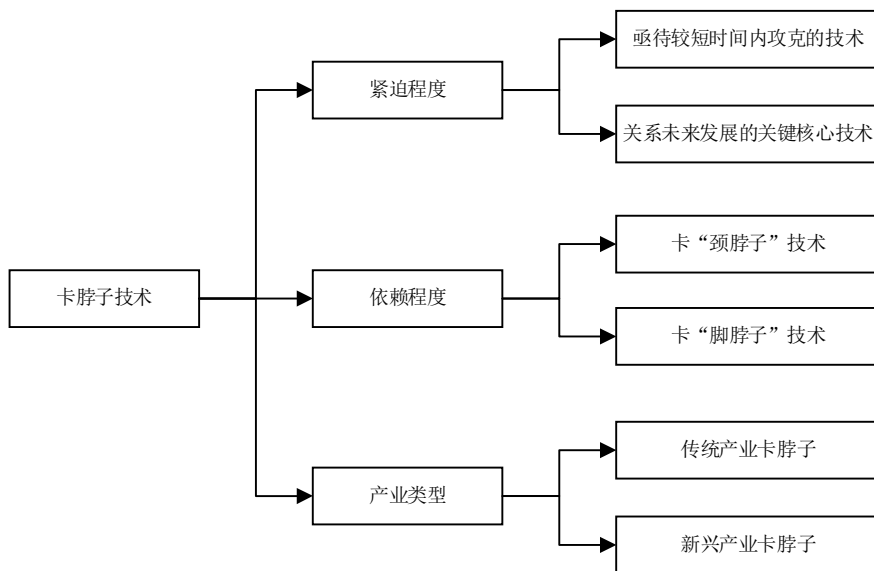 亟待较短时间内攻克的技术
紧迫程度
关系未来发展的关键核心技术
卡“颈脖子”技术
卡脖子技术
依赖程度
卡“脚脖子”技术
传统产业卡脖子
产业类型
新兴产业卡脖子